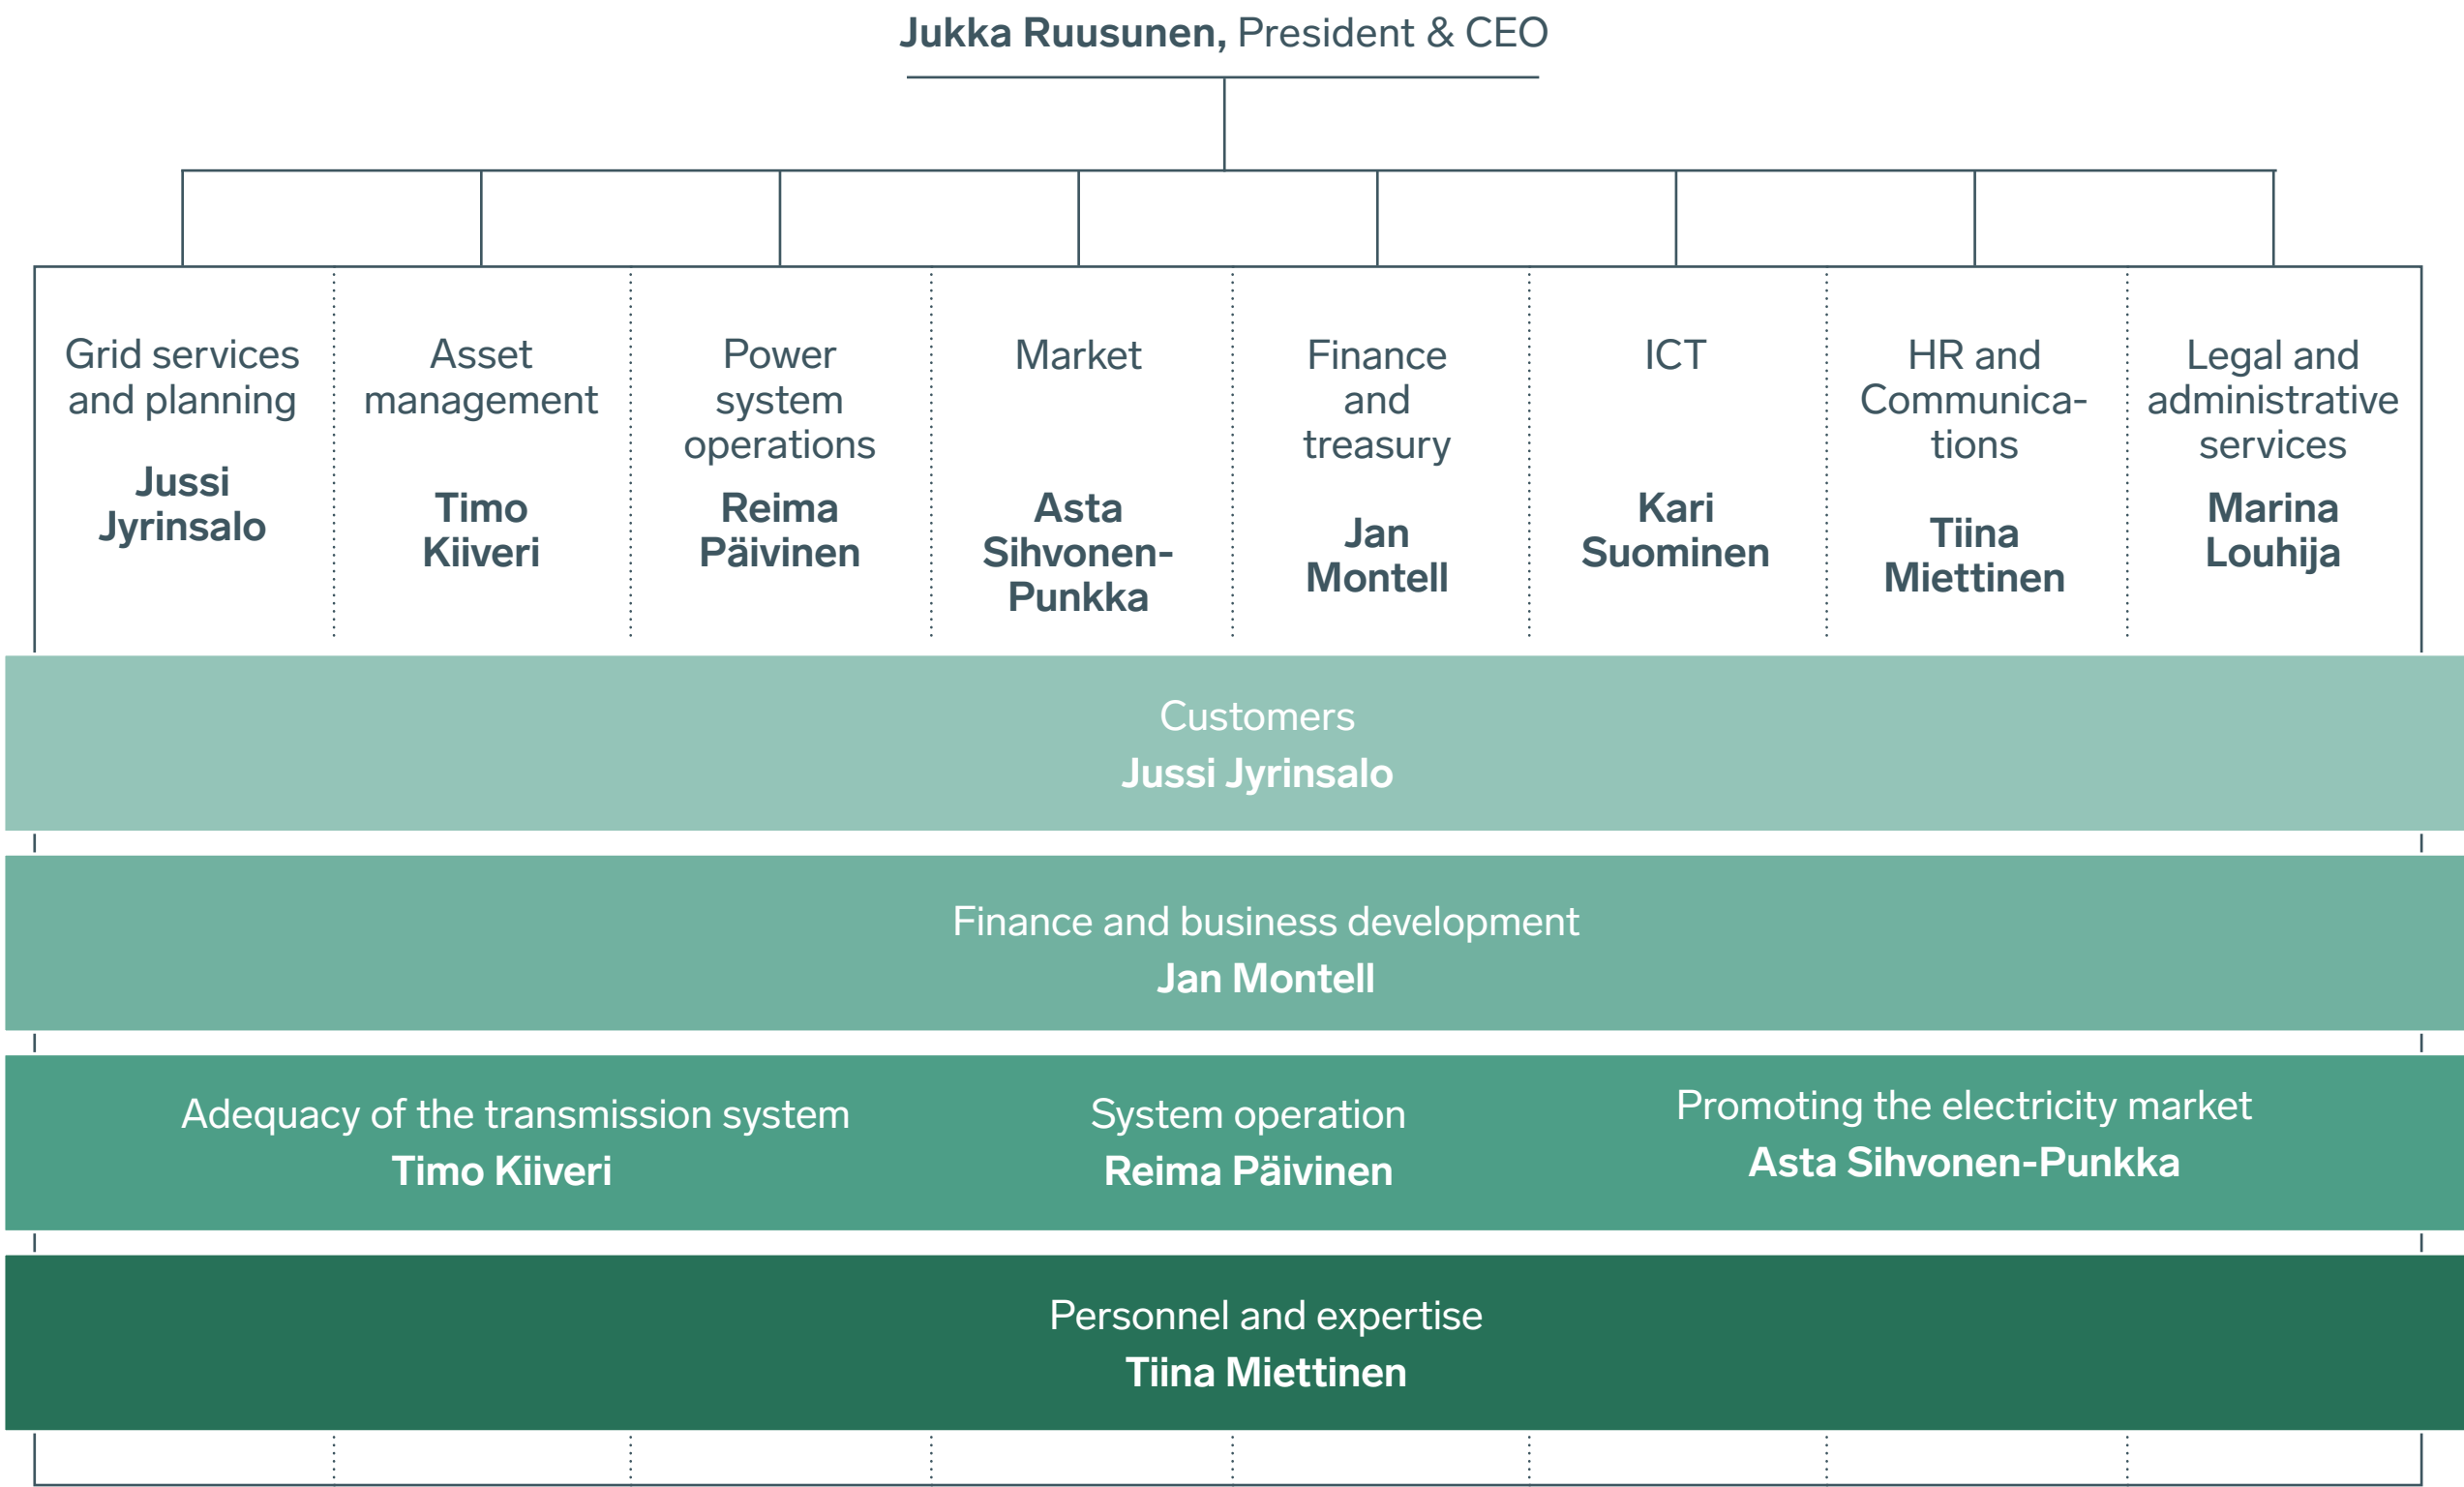 Jukka Ruusunen, President & CEO
Grid services
and planning
Jussi
Jyrinsalo
Asset
management
Timo
Kiiveri
Power
system
operations
Reima
Päivinen
Market
Asta
Sihvonen-
Punkka
Finance
and
treasury
Jan
Montell
ICT
Kari
Suominen
HR and
Communica-
tions
Tiina
Miettinen
Legal and
administrative
services
Marina
Louhija
Customers
Jussi Jyrinsalo
Finance and business development
Jan Montell
Adequacy of the transmission system
Timo Kiiveri
System operation
Reima Päivinen
Promoting the electricity market
Asta Sihvonen-Punkka
Personnel and expertise
Tiina Miettinen